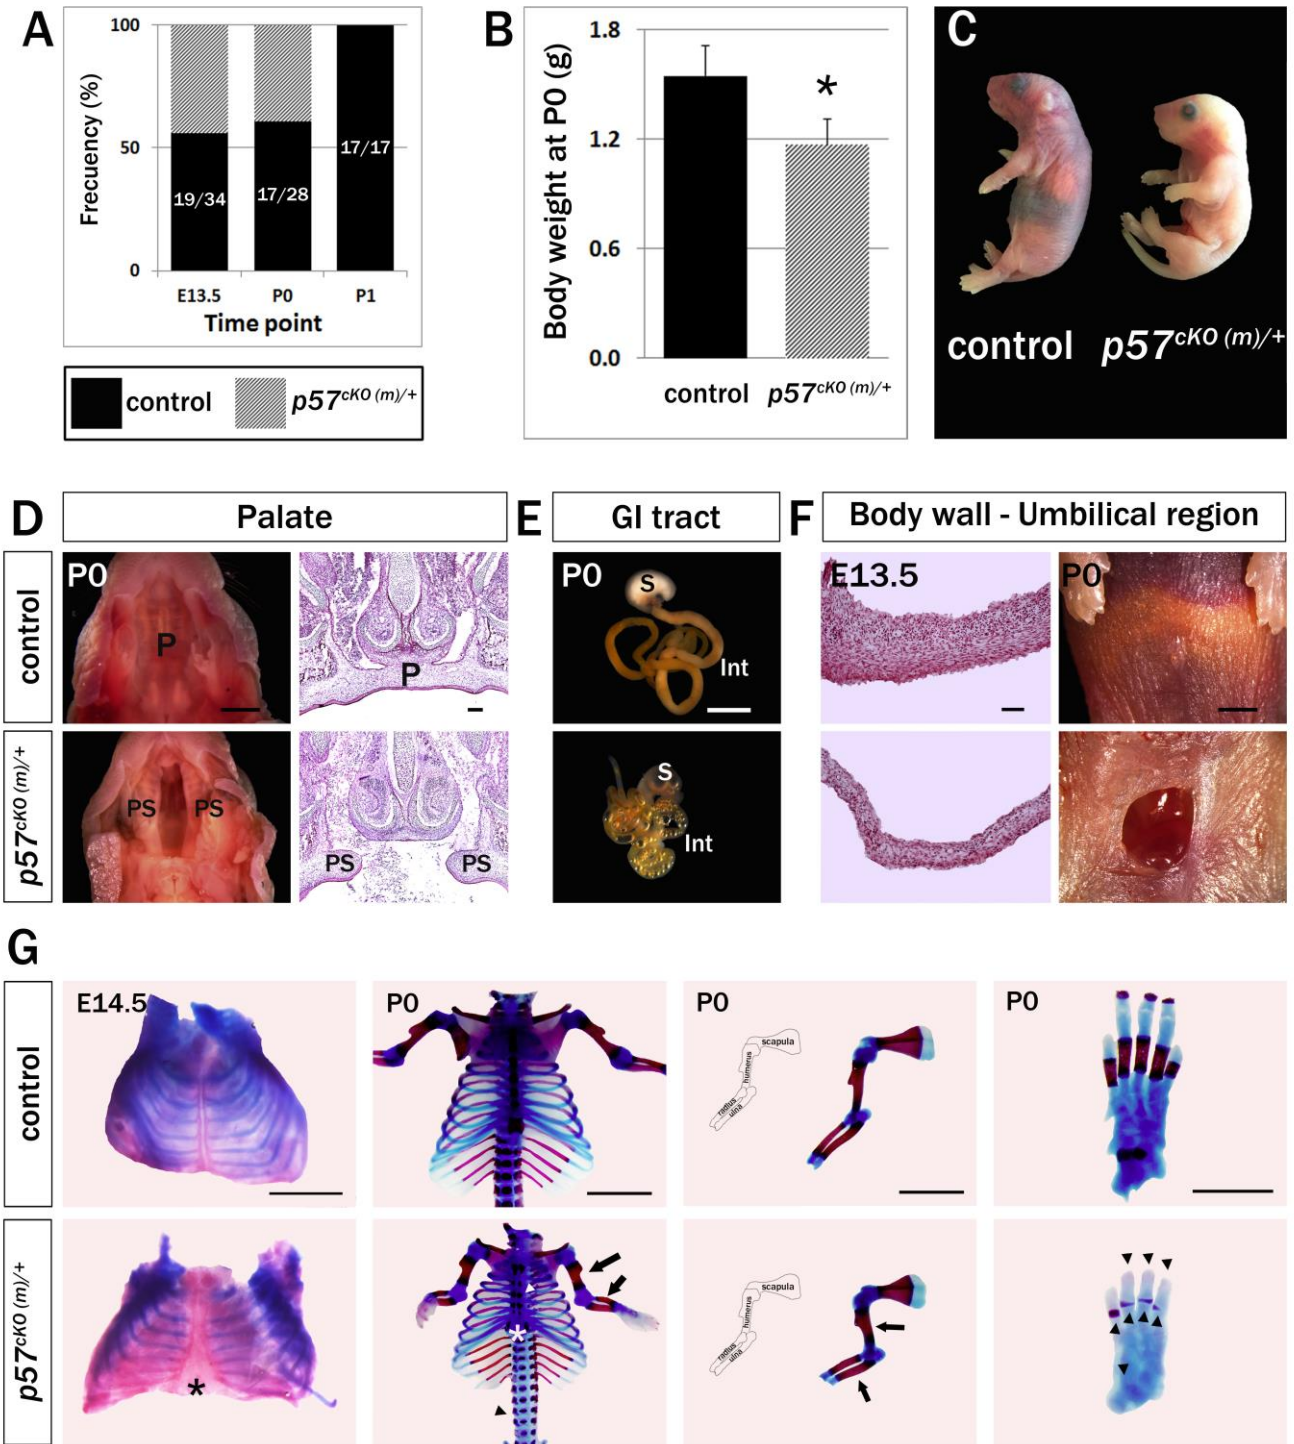 A
100
50
0
Frecuency (%)
19/34
17/28
17/17
E13.5 P0 P1
Time point
control p57cKO (m)/+
B
Body weight at P0 (g)
1.8
1.2
0.6
0.0
*
control p57cKO (m)/+
C
control p57cKO (m)/+
D
Palate
E
GI tract
F
Body wall - Umbilical region
control
P0
P
P
P0
S
Int
E13.5
P0
p57cKO (m)/+
PS PS
PS PS
S
Int
G
control
E14.5
P0
P0
scapula
humerus
radius
ulna
P0
p57cKO (m)/+
*
*
scapula
humerus
radius
ulna